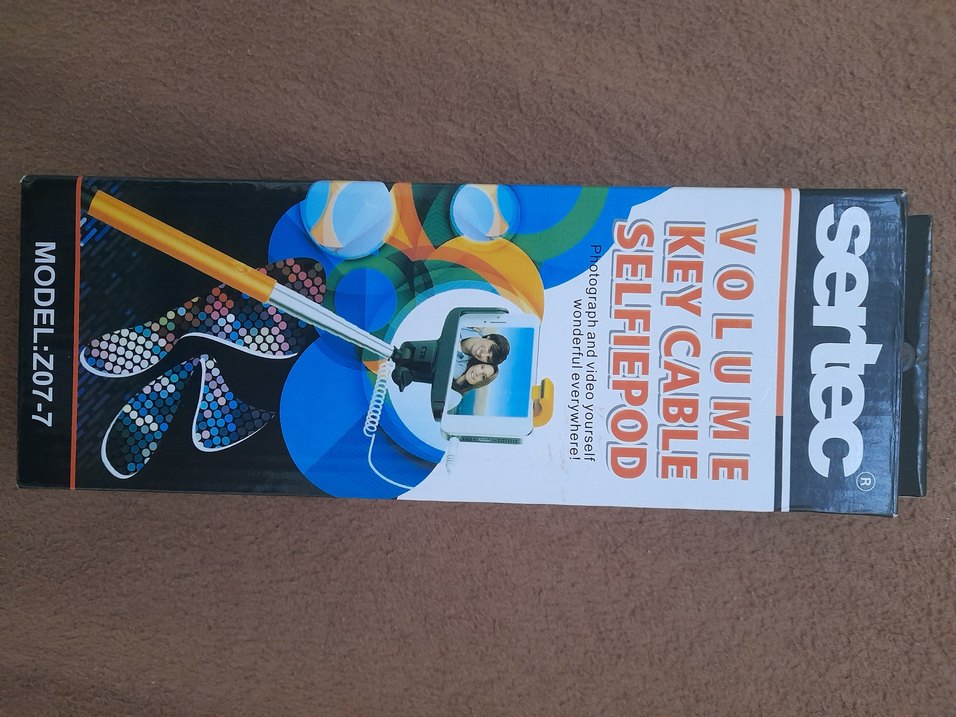 sertec®
VOLUME
KEY CABLE
SELFIEPOD
Photograph and video yourself
wonderful everywhere!
MODEL:Z07-7